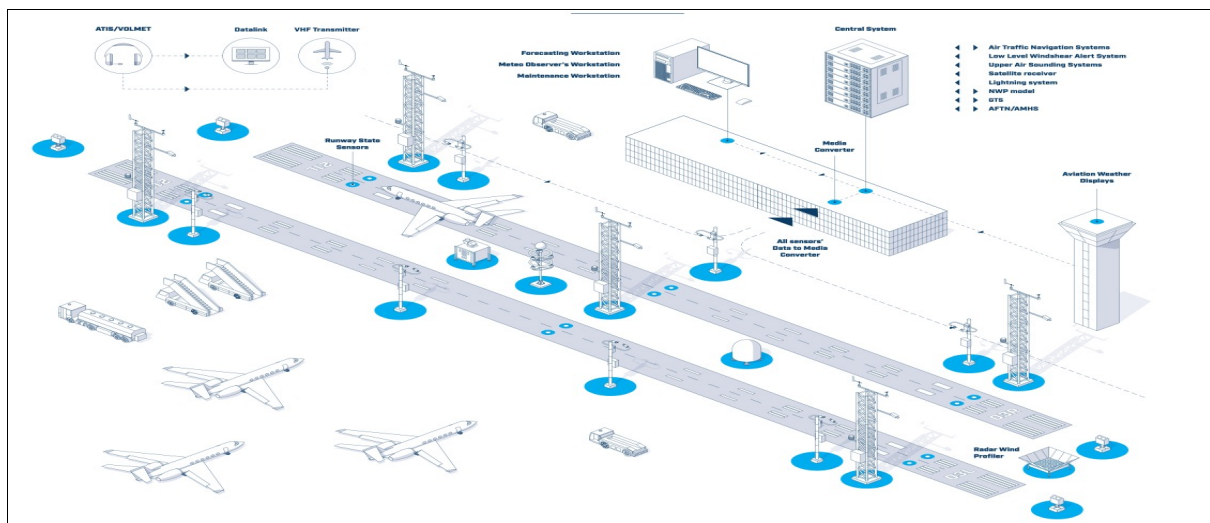 ATIS/VOLMET
Datalink
VHF Transmitter
Forecasting Workstation
Meteo Observer's Workstation
Maintenance Workstation
Central System
Air Traffic Navigation Systems
Low Level Windshear Alert System
Upper Air Sounding Systems
Satellite receiver
Lightning system
NWP model
GTS
AFTN/AMHS
Runway State
Sensors
Media
Converter
Aviation Weather
Displays
All sensors'
Data to Media
Converter
Radar Wind
Profiler